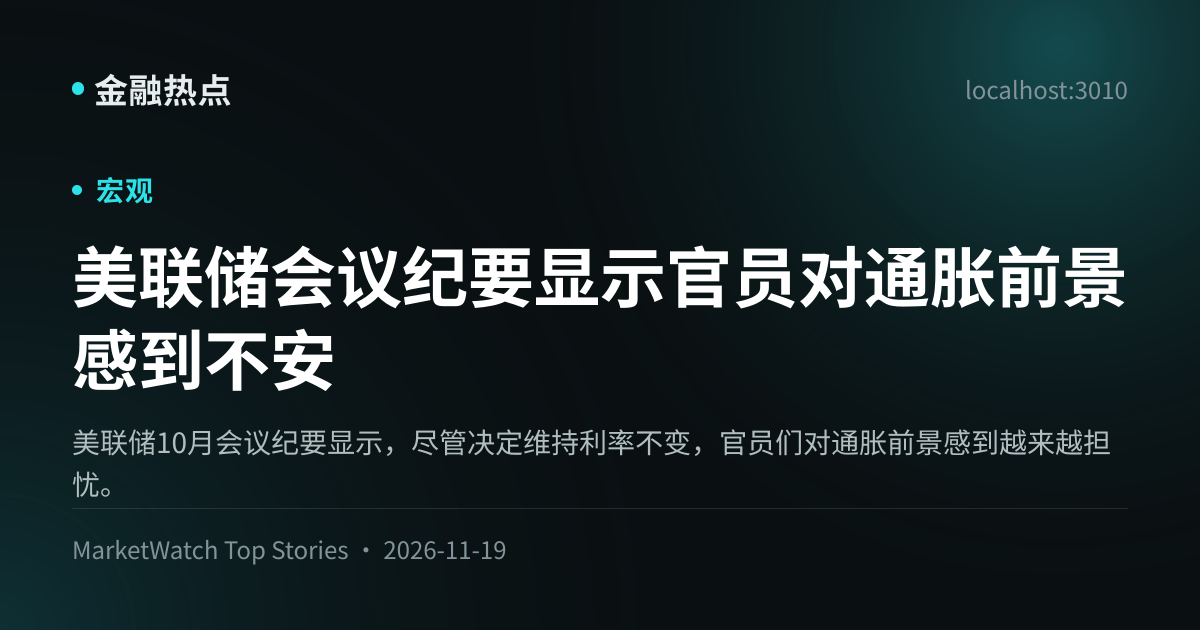 金融热点
localhost:3010
宏观
美联储会议纪要显示官员对通胀前景
感到不安
美联储10月会议纪要显示，尽管决定维持利率不变，官员们对通胀前景感到越来越担
忧。
MarketWatch Top Stories · 2026-11-19